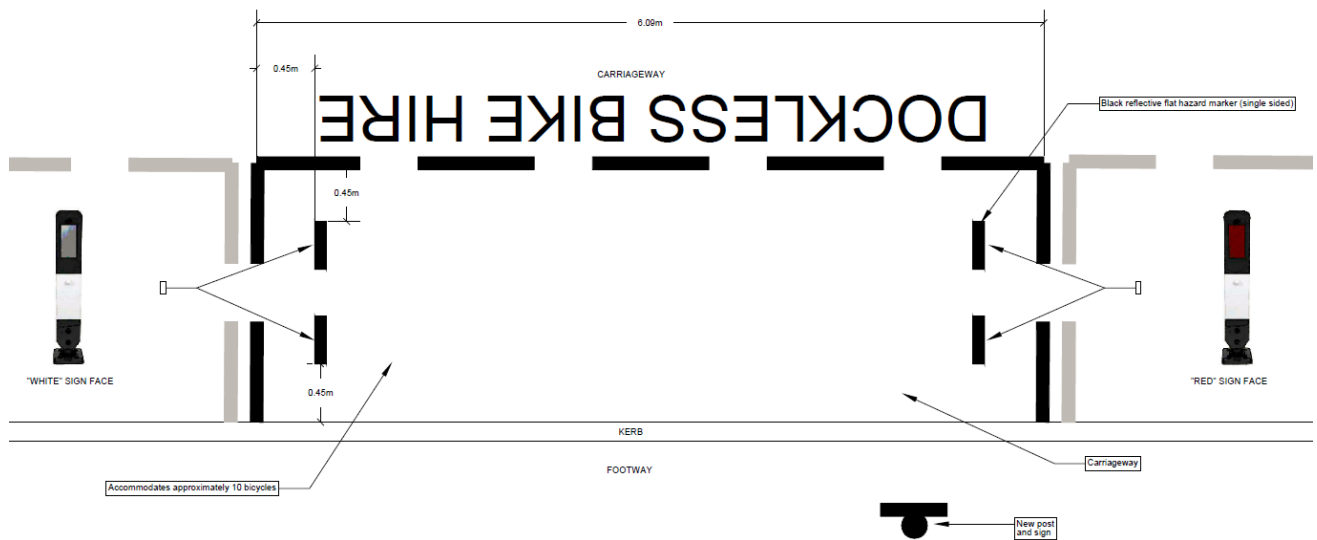 6.09m
0.45m
CARRIAGEWAY
DOCKLESS BIKE HIRE
Black reflective flat hazard marker (single sided)
0.45m
"WHITE" SIGN FACE
"RED" SIGN FACE
0.45m
KERB
Carriageway
FOOTWAY
Accommodates approximately 10 bicycles
New post
and sign